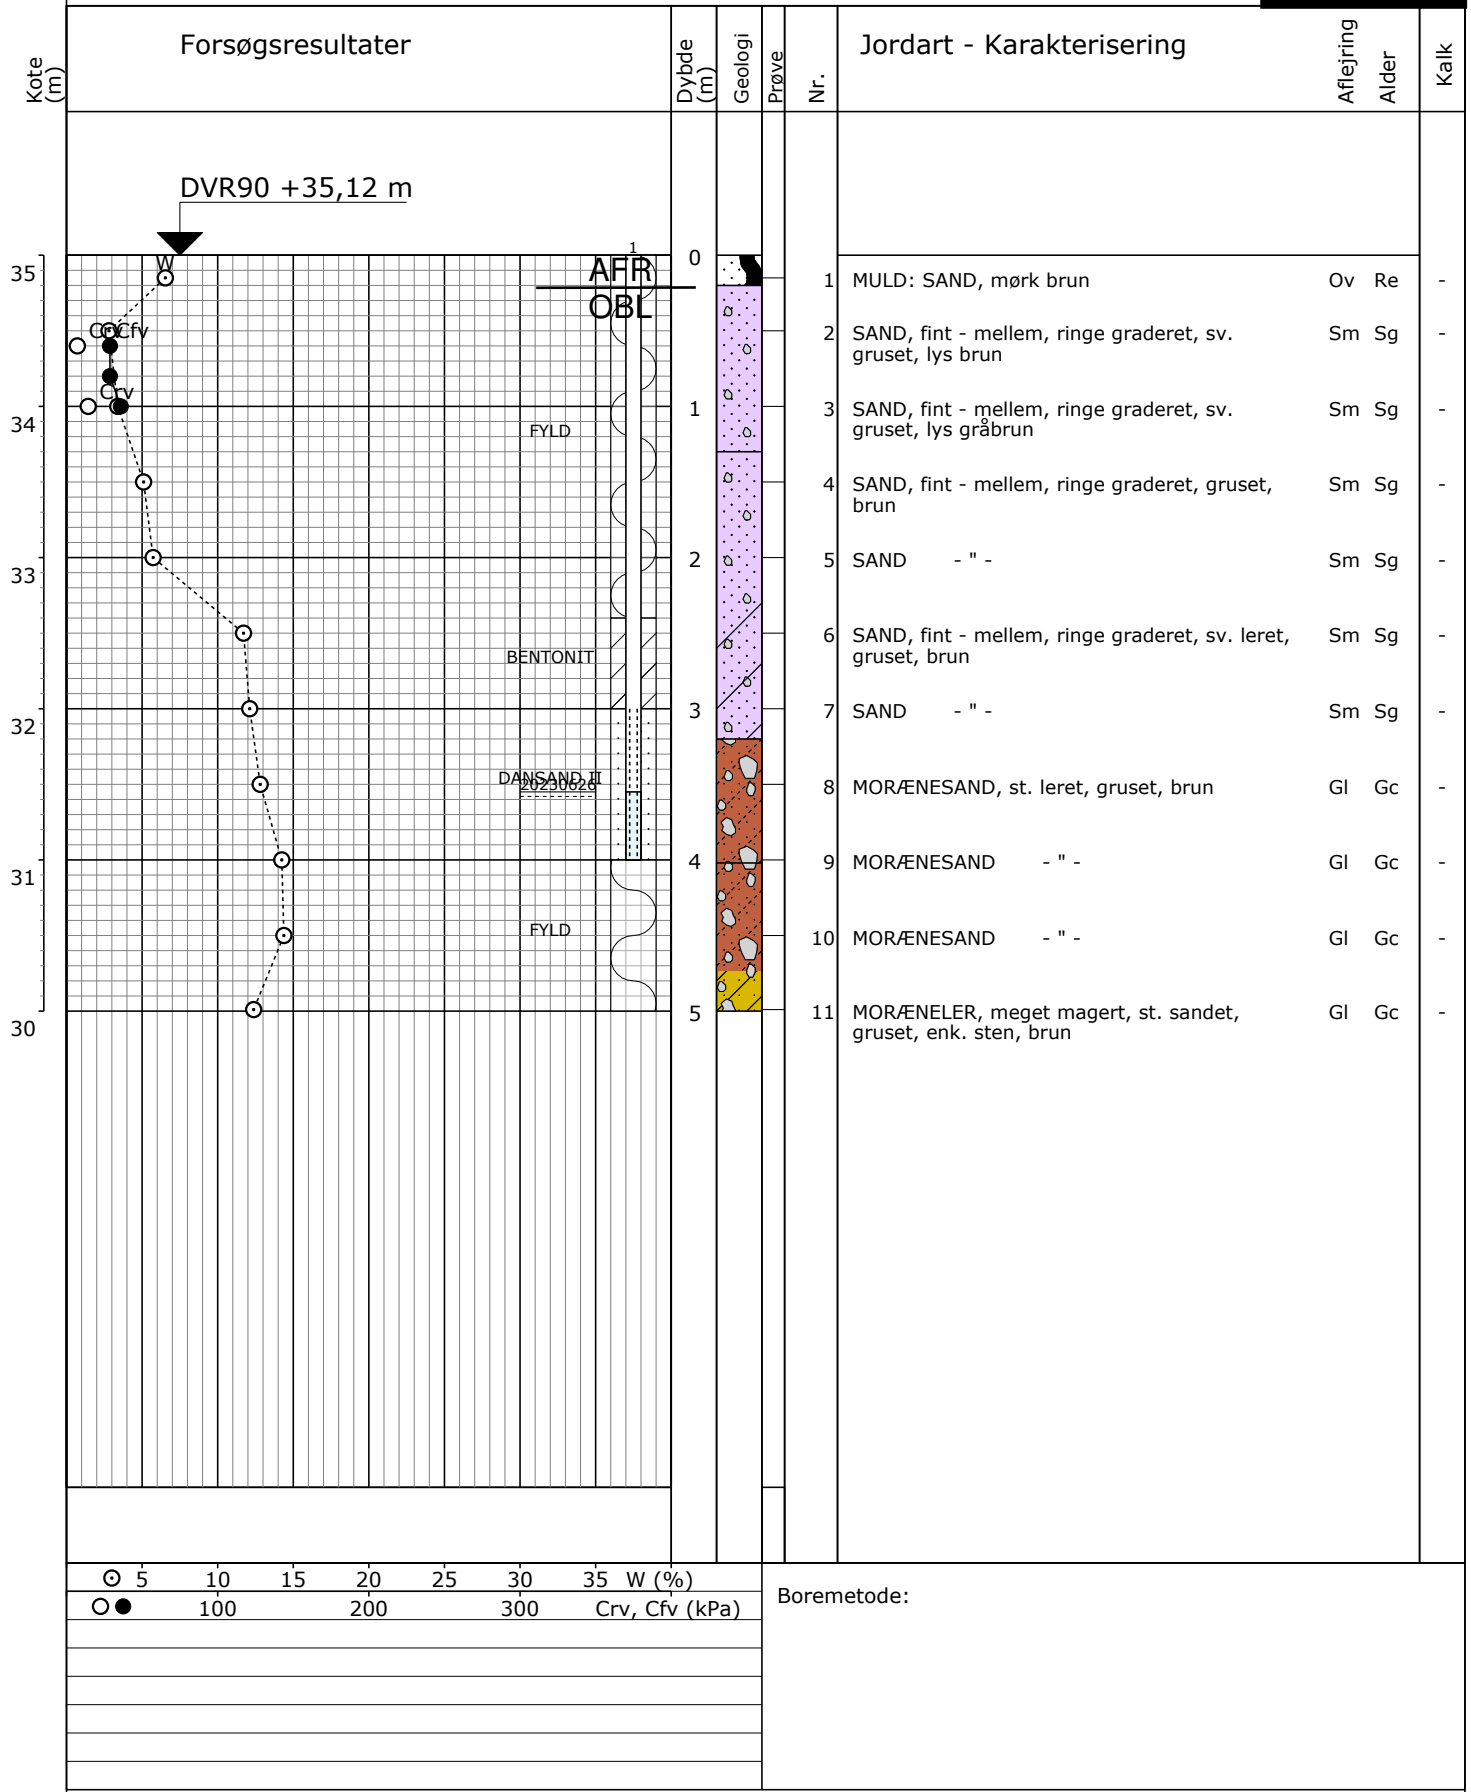 Forsøgsresultater
Kote
(m)
Dybde
(m)
Geologi
Prøve
Nr.
Jordart - Karakterisering
Aflejring
Alder
Kalk
DVR90 +35,12 m
W
1
AFR
OBL
0
35
1 MULD: SAND, mørk brun Ov Re -
Crv Cfv
2 SAND, fint - mellem, ringe graderet, sv. Sm Sg -
gruset, lys brun
Crv
34
1
FYLD
3 SAND, fint - mellem, ringe graderet, sv. Sm Sg -
gruset, lys gråbrun
4 SAND, fint - mellem, ringe graderet, gruset, Sm Sg -
brun
33
2
5 SAND - " - Sm Sg -
BENTONIT
6 SAND, fint - mellem, ringe graderet, sv. leret, Sm Sg -
gruset, brun
32
3
7 SAND - " - Sm Sg -
DANSAND II
20230626
8 MORÆNESAND, st. leret, gruset, brun Gl Gc -
31
4
9 MORÆNESAND - " - Gl Gc -
FYLD
10 MORÆNESAND - " - Gl Gc -
30
5
11 MORÆNELER, meget magert, st. sandet, Gl Gc -
gruset, enk. sten, brun
5 10 15 20 25 30 35 W (%)
100 200 300 Crv, Cfv (kPa)
Boremetode: